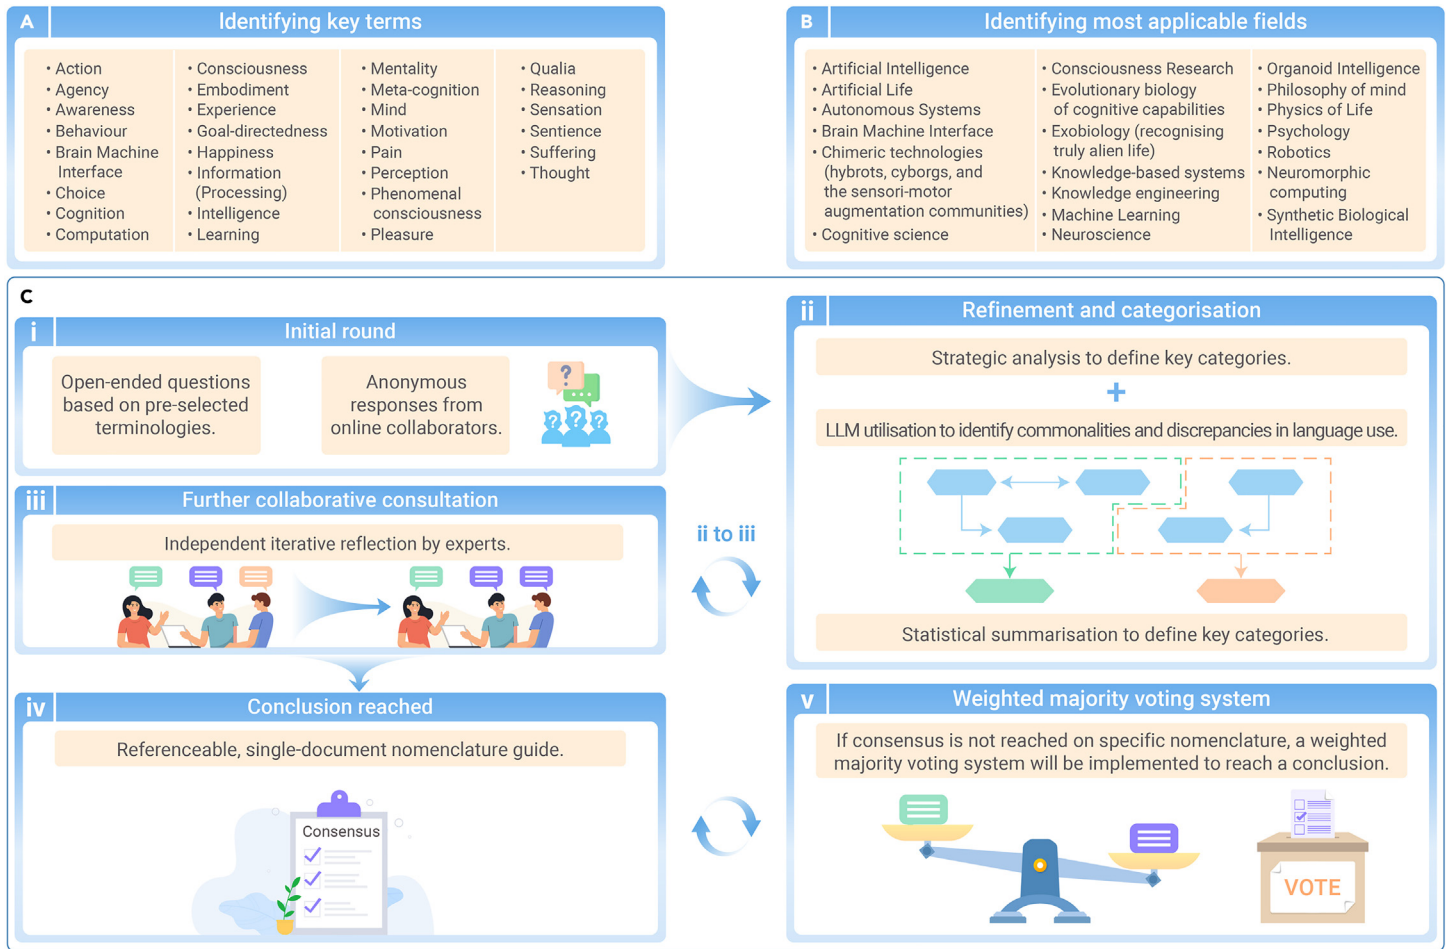 A
Identifying key terms
• Action
• Agency
• Awareness
• Behaviour
• Brain Machine
Interface
• Choice
• Cognition
• Computation
• Consciousness
• Embodiment
• Experience
• Goal-directedness
• Happiness
• Information
(Processing)
• Intelligence
• Learning
• Mentality
• Meta-cognition
• Mind
• Motivation
• Pain
• Perception
• Phenomenal
consciousness
• Pleasure
• Qualia
• Reasoning
• Sensation
• Sentience
• Suffering
• Thought
B
Identifying most applicable fields
• Artificial Intelligence
• Artificial Life
• Autonomous Systems
• Brain Machine Interface
• Chimeric technologies
(hybrots, cyborgs, and
the sensori-motor
augmentation communities)
• Cognitive science
• Consciousness Research
• Evolutionary biology
of cognitive capabilities
• Exobiology (recognising
truly alien life)
• Knowledge-based systems
• Knowledge engineering
• Machine Learning
• Neuroscience
• Organoid Intelligence
• Philosophy of mind
• Physics of Life
• Psychology
• Robotics
• Neuromorphic
computing
• Synthetic Biological
Intelligence
C
i
Initial round
Open-ended questions
based on pre-selected
terminologies.
Anonymous
responses from
online collaborators.
?
? ? ?
ii
Refinement and categorisation
Strategic analysis to define key categories.
+
LLM utilisation to identify commonalities and discrepancies in language use.
Statistical summarisation to define key categories.
iii
Further collaborative consultation
Independent iterative reflection by experts.
ii to iii
iv
Conclusion reached
Referenceable, single-document nomenclature guide.
Consensus
v
Weighted majority voting system
If consensus is not reached on specific nomenclature, a weighted
majority voting system will be implemented to reach a conclusion.
VOTE